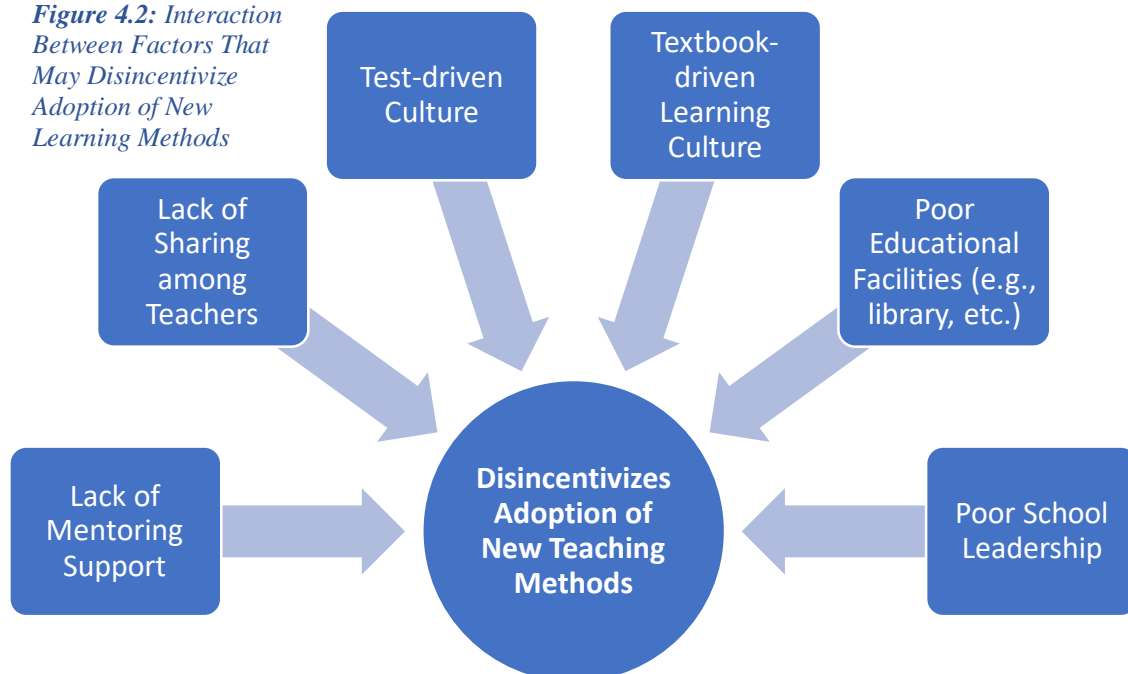 Figure 4.2: Interaction
Between Factors That
May Disincentivize
Adoption of New
Learning Methods
Test-driven
Culture
Textbook-
driven
Learning
Culture
Lack of
Sharing
among
Teachers
Poor
Educational
Facilities (e.g.,
library, etc.)
Lack of
Mentoring
Support
Disincentivizes
Adoption of
New Teaching
Methods
Poor School
Leadership